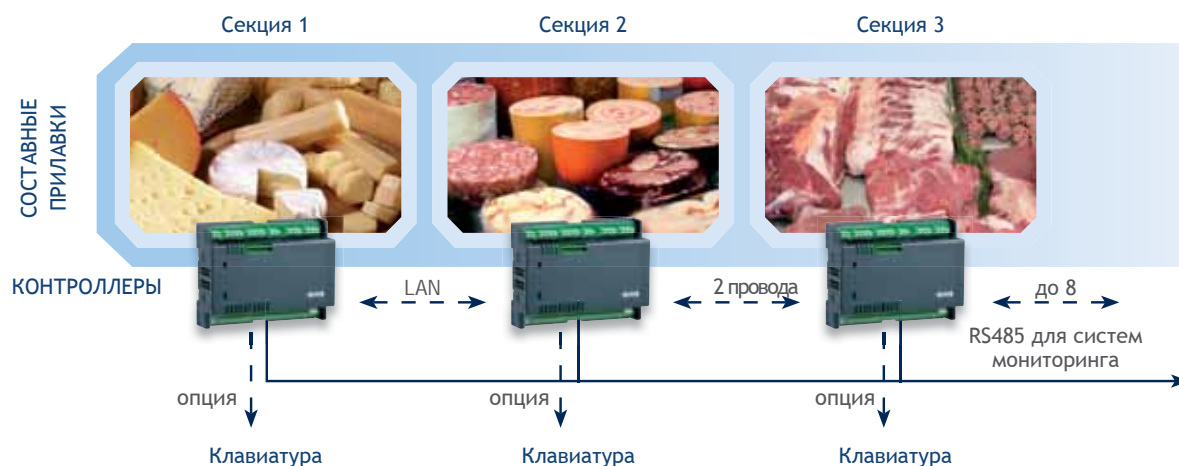 Секция 1
Секция 2
Секция 3
СОСТАВНЫЕ
ПРИЛАВКИ
КОНТРОЛЛЕРЫ
LAN
2 провода
до 8
RS485 для систем
мониторинга
опция
опция
опция
Клавиатура
Клавиатура
Клавиатура